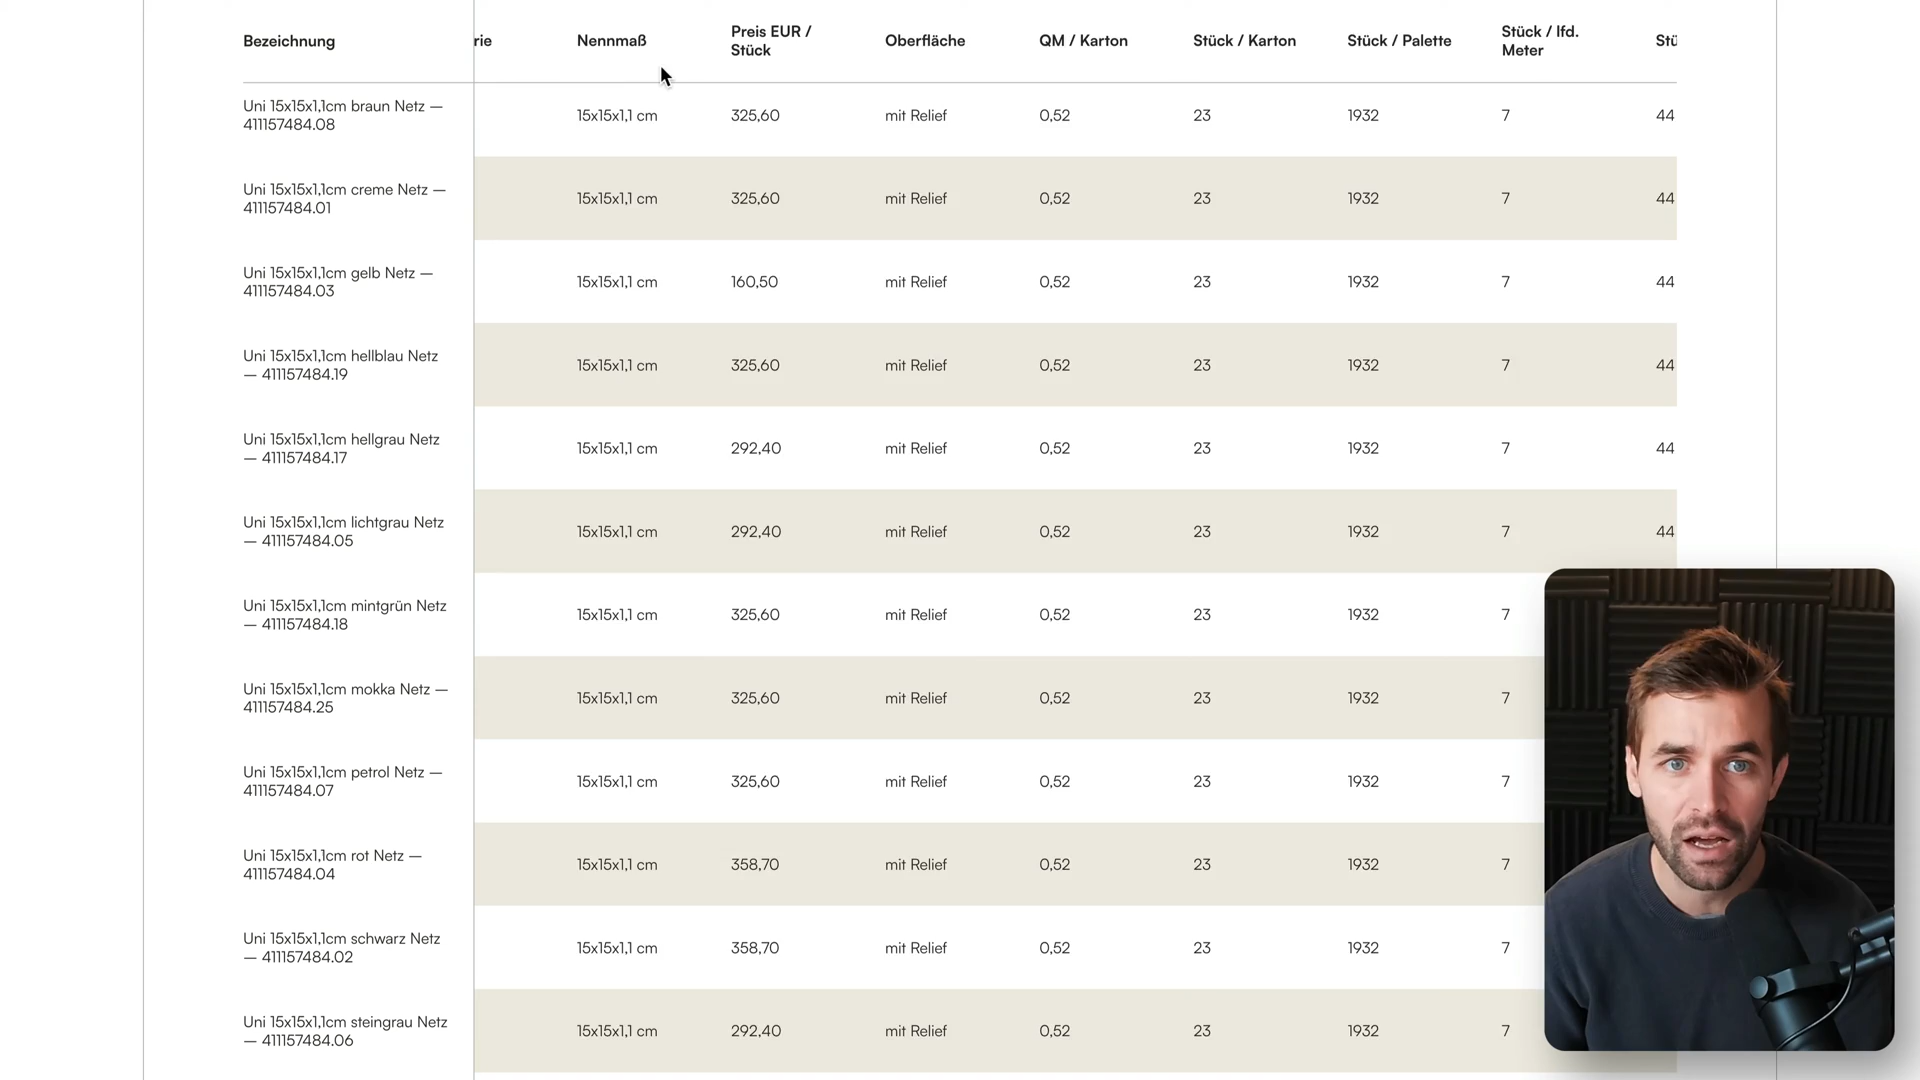 Bezeichnung rie Nennmaß Preis EUR / Oberfläche QM / Karton Stück / Karton Stück / Palette Stück / lfd. Stü
Stück Meter
Uni 15x15x1,1cm braun Netz — 15x15x1,1 cm 325,60 mit Relief 0,52 23 1932 7 44
411157484.08
Uni 15x15x1,1cm creme Netz — 15x15x1,1 cm 325,60 mit Relief 0,52 23 1932 7 44
411157484.01
Uni 15x15x1,1cm gelb Netz — 15x15x1,1 cm 160,50 mit Relief 0,52 23 1932 7 44
411157484.03
Uni 15x15x1,1cm hellblau Netz 15x15x1,1 cm 325,60 mit Relief 0,52 23 1932 7 44
— 411157484.19
Uni 15x15x1,1cm hellgrau Netz 15x15x1,1 cm 292,40 mit Relief 0,52 23 1932 7 44
— 411157484.17
Uni 15x15x1,1cm lichtgrau Netz 15x15x1,1 cm 292,40 mit Relief 0,52 23 1932 7 44
— 411157484.05
Uni 15x15x1,1cm mintgrün Netz 15x15x1,1 cm 325,60 mit Relief 0,52 23 1932 7
— 411157484.18
Uni 15x15x1,1cm mokka Netz — 15x15x1,1 cm 325,60 mit Relief 0,52 23 1932 7
411157484.25
Uni 15x15x1,1cm petrol Netz — 15x15x1,1 cm 325,60 mit Relief 0,52 23 1932 7
411157484.07
Uni 15x15x1,1cm rot Netz — 15x15x1,1 cm 358,70 mit Relief 0,52 23 1932 7
411157484.04
Uni 15x15x1,1cm schwarz Netz 15x15x1,1 cm 358,70 mit Relief 0,52 23 1932 7
— 411157484.02
Uni 15x15x1,1cm steingrau Netz 15x15x1,1 cm 292,40 mit Relief 0,52 23 1932 7
— 411157484.06